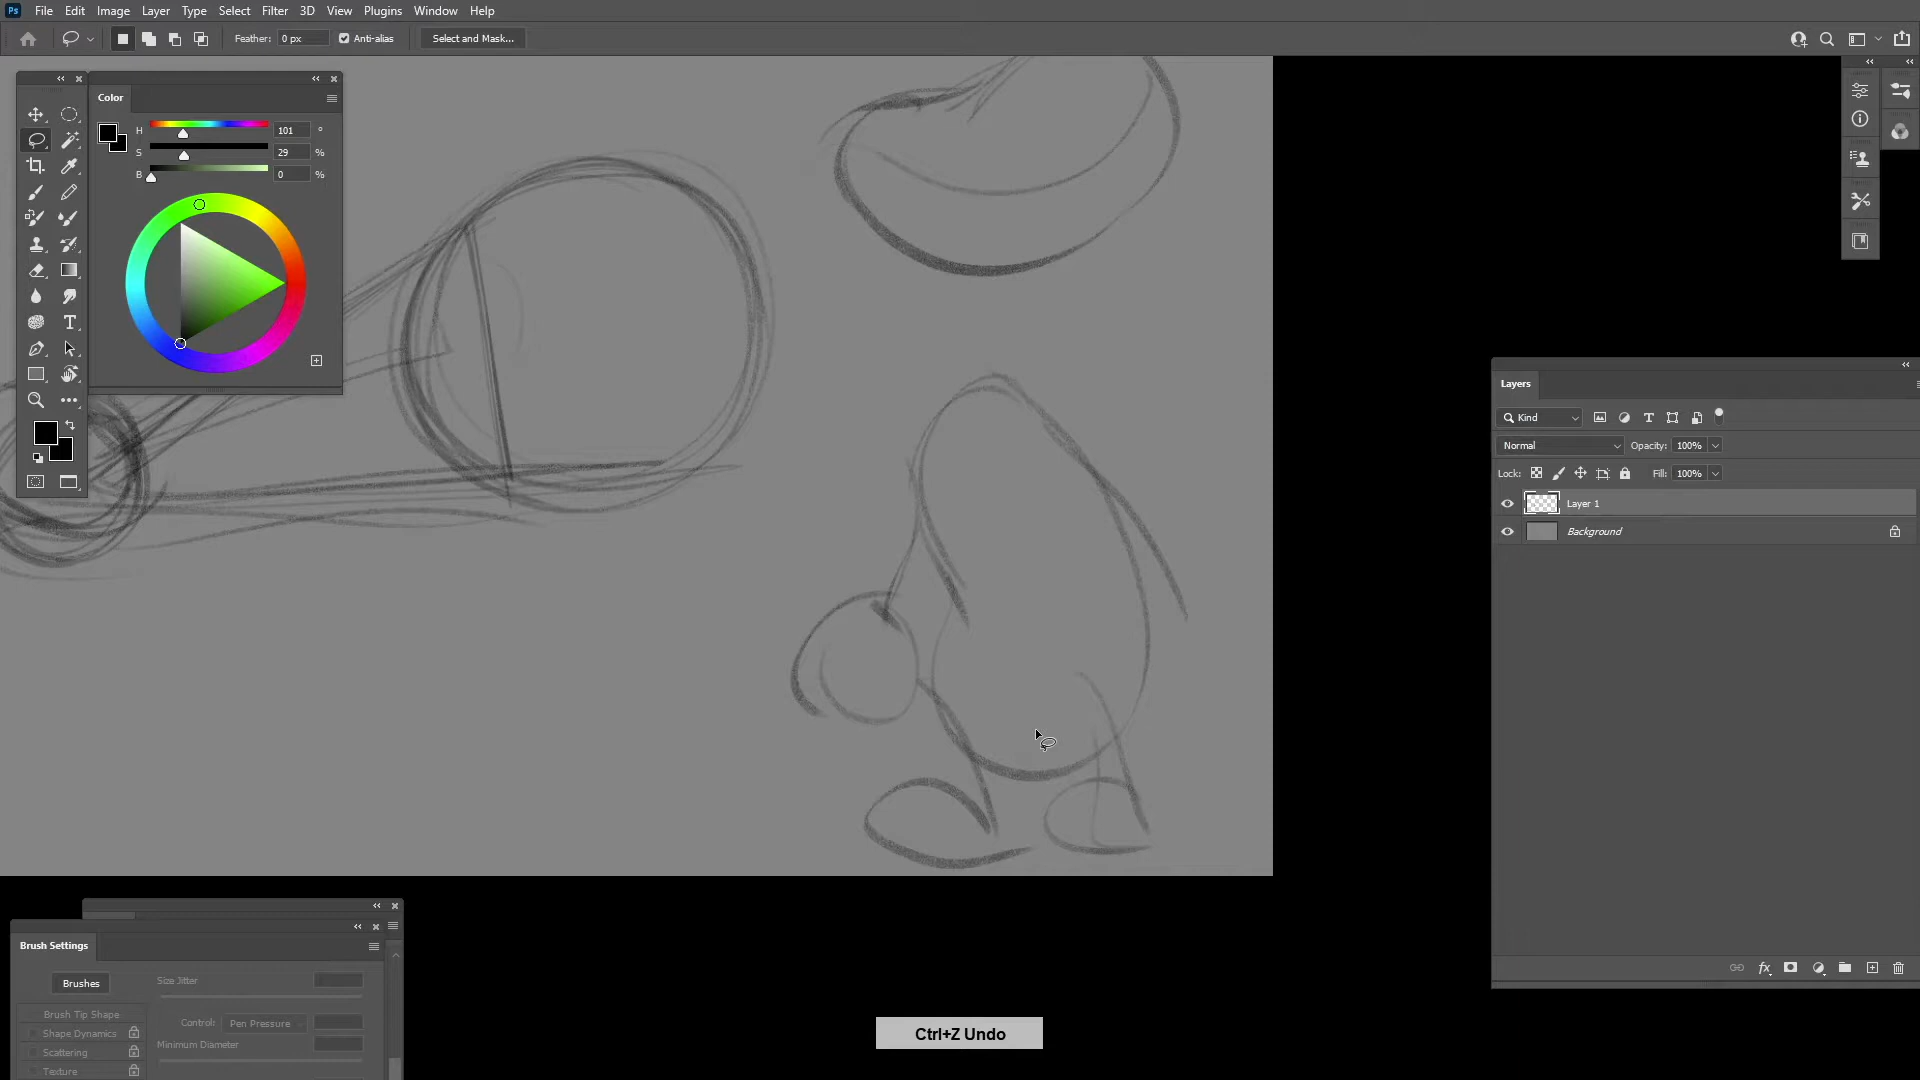 Ps File Edit Image Layer Type Select Filter 3D View Plugins Window Help
Feather: 0 px Anti-alias Select and Mask...
Color
H 101 °
S 29 %
B 0 %
Layers
Kind
Normal Opacity: 100%
Lock: Fill: 100%
Layer 1
Background
Brush Settings
Brushes Size Jitter
Brush Tip Shape
Control: Pen Pressure
Shape Dynamics
Minimum Diameter
Scattering
Texture
Ctrl+Z Undo